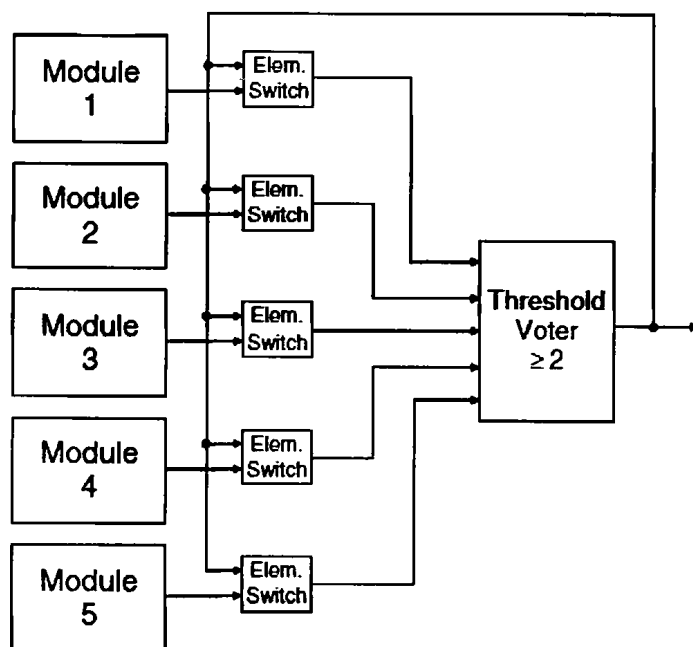 Module
1
Elem.
Switch
Module
2
Elem.
Switch
Module
3
Elem.
Switch
Threshold
Voter
≥ 2
Module
4
Elem.
Switch
Module
5
Elem.
Switch